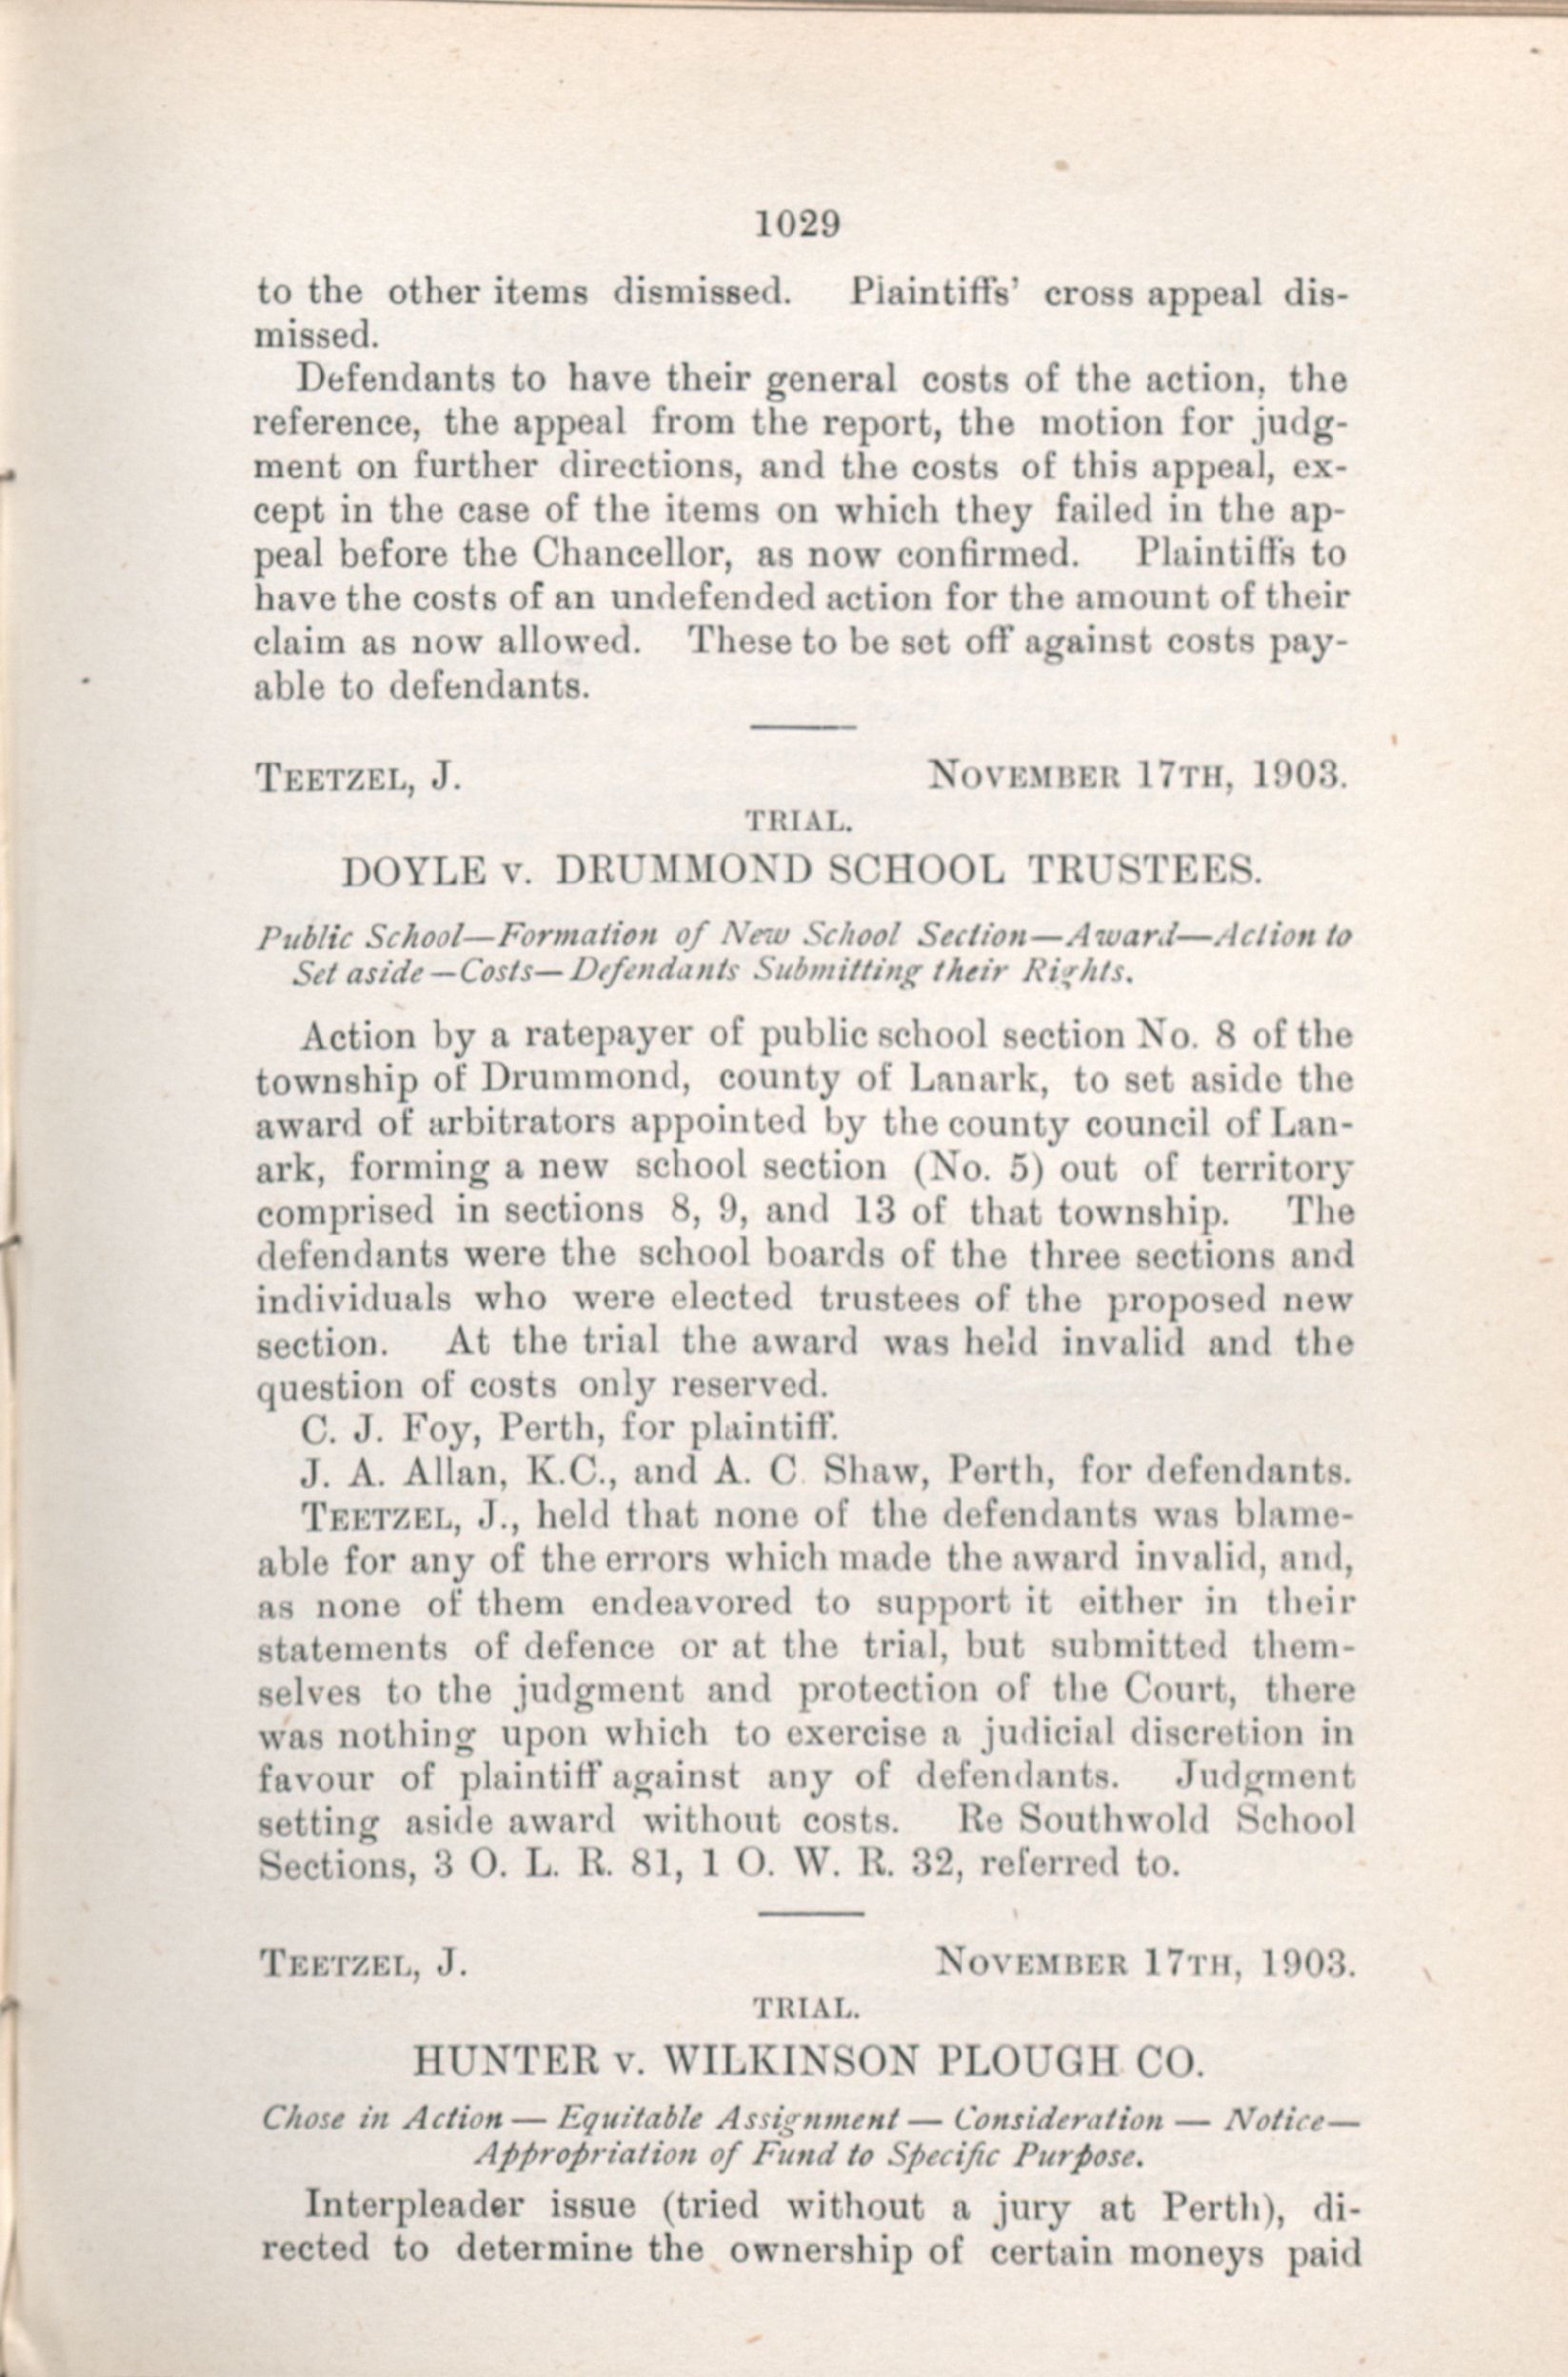 1029
to the other items dismissed. Plaintiffs' cross appeal dis-
missed.
Defendants to have their general costs of the action, the
reference, the appeal from the report, the motion for judg-
ment on further directions, and the costs of this appeal, ex-
cept in the case of the items on which they failed in the ap-
peal before the Chancellor, as now confirmed. Plaintiffs to
have the costs of an undefended action for the amount of their
claim as now allowed. These to be set off against costs pay-
able to defendants.
TEETZEL, J. NOVEMBER 17TH, 1903.
TRIAL.
DOYLE v. DRUMMOND SCHOOL TRUSTEES.
Public School—Formation of New School Section—Award—Action to
Set aside—Costs—Defendants Submitting their Rights.
Action by a ratepayer of public school section No. 8 of the
township of Drummond, county of Lanark, to set aside the
award of arbitrators appointed by the county council of Lan-
ark, forming a new school section (No. 5) out of territory
comprised in sections 8, 9, and 13 of that township. The
defendants were the school boards of the three sections and
individuals who were elected trustees of the proposed new
section. At the trial the award was held invalid and the
question of costs only reserved.
C. J. Foy, Perth, for plaintiff.
J. A. Allan, K.C., and A. C. Shaw, Perth, for defendants.
TEETZEL, J., held that none of the defendants was blame-
able for any of the errors which made the award invalid, and,
as none of them endeavored to support it either in their
statements of defence or at the trial, but submitted them-
selves to the judgment and protection of the Court, there
was nothing upon which to exercise a judicial discretion in
favour of plaintiff against any of defendants. Judgment
setting aside award without costs. Re Southwold School
Sections, 3 O. L. R. 81, 1 O. W. R. 32, referred to.
TEETZEL, J. NOVEMBER 17TH, 1903.
TRIAL.
HUNTER v. WILKINSON PLOUGH CO.
Chose in Action — Equitable Assignment — Consideration — Notice—
Appropriation of Fund to Specific Purpose.
Interpleader issue (tried without a jury at Perth), di-
rected to determine the ownership of certain moneys paid